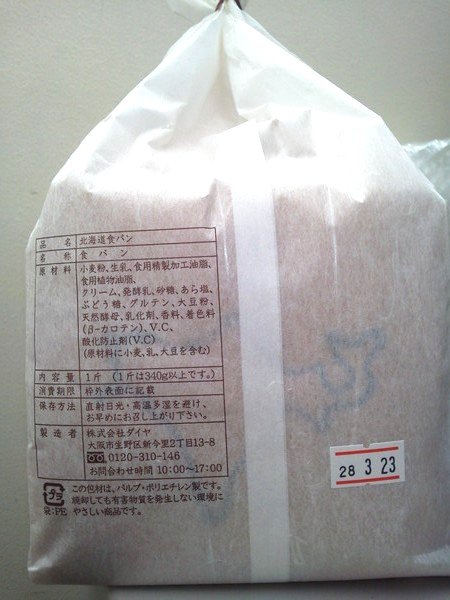 品名 北海道食パン
名称 食パン
原材料 小麦粉、生乳、食用精製加工油脂、
食用植物油脂、
クリーム、発酵乳、砂糖、あら塩、
ぶどう糖、グルテン、大豆粉、
天然酵母、乳化剤、香料、着色料
(β-カロテン)、V.C、
酸化防止剤(V.C)
(原材料に小麦、乳、大豆を含む)
内容量 1斤 (1斤は340g以上です。)
消費期限 枠外表面に記載
保存方法 直射日光・高温多湿を避け、
お早めにお召し上がり下さい。
製造者 株式会社ダイヤ
大阪市生野区新今里2丁目13-8
0120-310-146
お問合わせ時間 10:00〜17:00
プラ
袋:PE
この包材は、パルプ・ポリエチレン製です。
焼却しても有害物質を発生しない環境に
やさしい商品です。
28 3 23